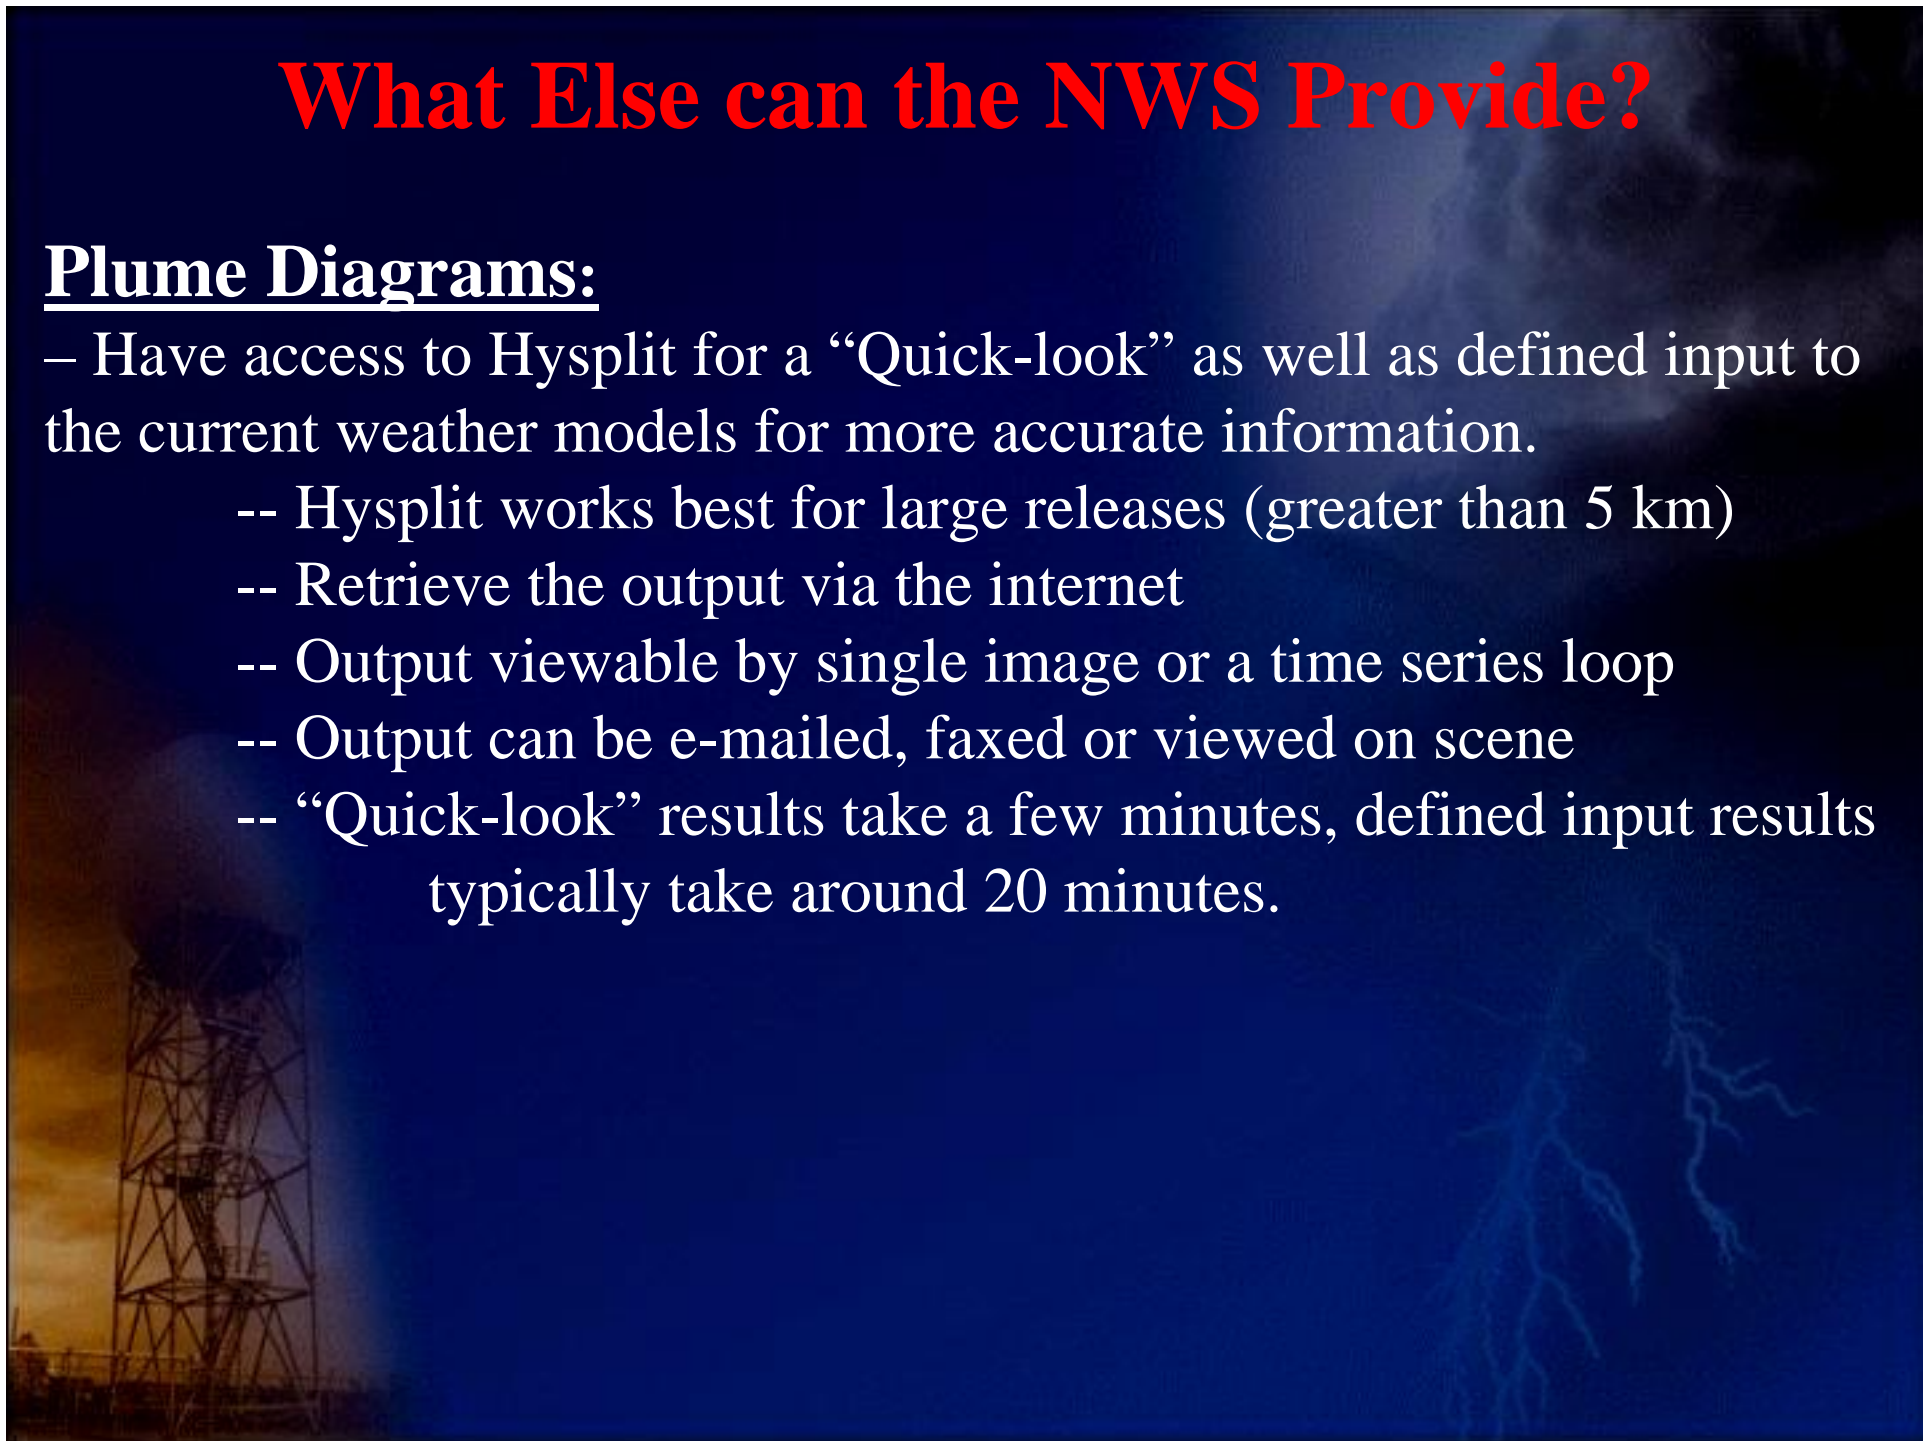 What Else can the NWS Provide?
Plume Diagrams:
– Have access to Hysplit for a “Quick-look” as well as defined input to
the current weather models for more accurate information.
-- Hysplit works best for large releases (greater than 5 km)
-- Retrieve the output via the internet
-- Output viewable by single image or a time series loop
-- Output can be e-mailed, faxed or viewed on scene
-- “Quick-look” results take a few minutes, defined input results
typically take around 20 minutes.